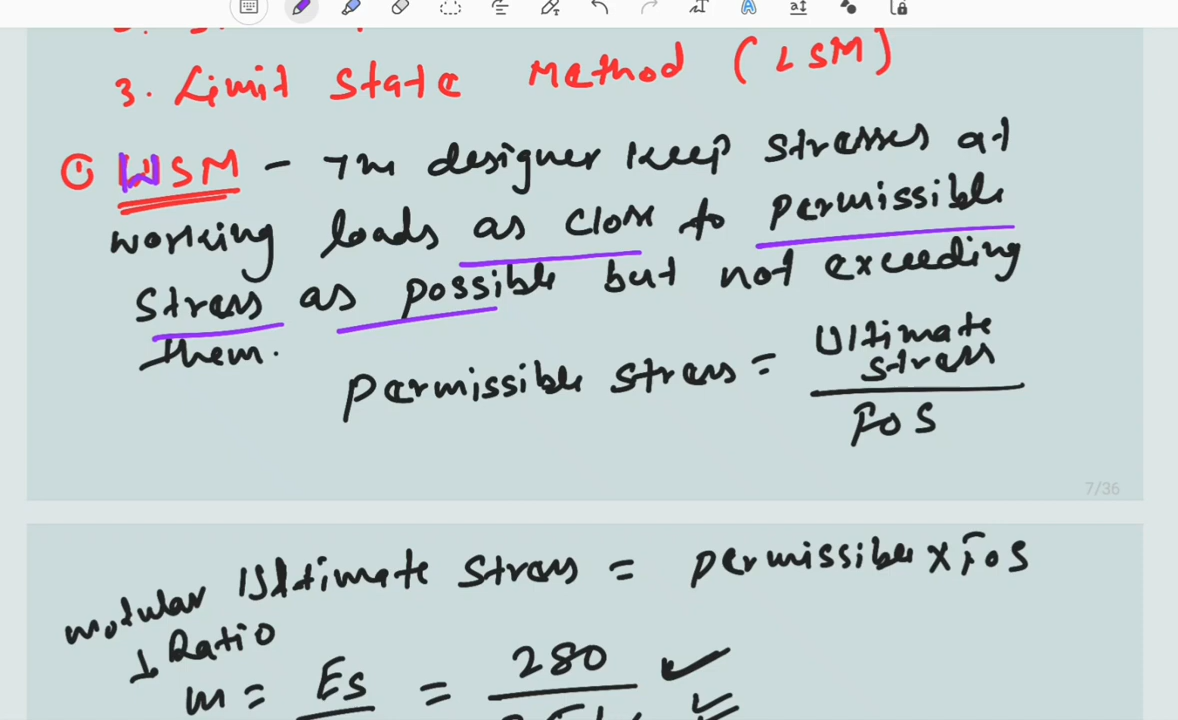 3. Limit State Method (LSM)
① WSM - The designer keep stresses at
working loads as close to permissible
stress as possible but not exceeding
them.
permissible stress = Ultimate stress
FOS
7/36
Ultimate stress = permissible x FOS
modular
Ratio
m = Es = 280